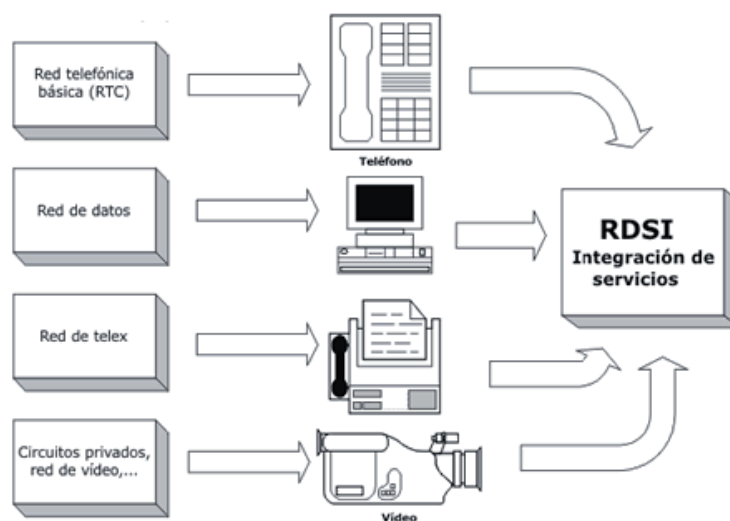 Red telefónica
básica (RTC)
Teléfono
Red de datos
RDSI
Integración de
servicios
Red de telex
Circuitos privados,
red de vídeo,...
Vídeo